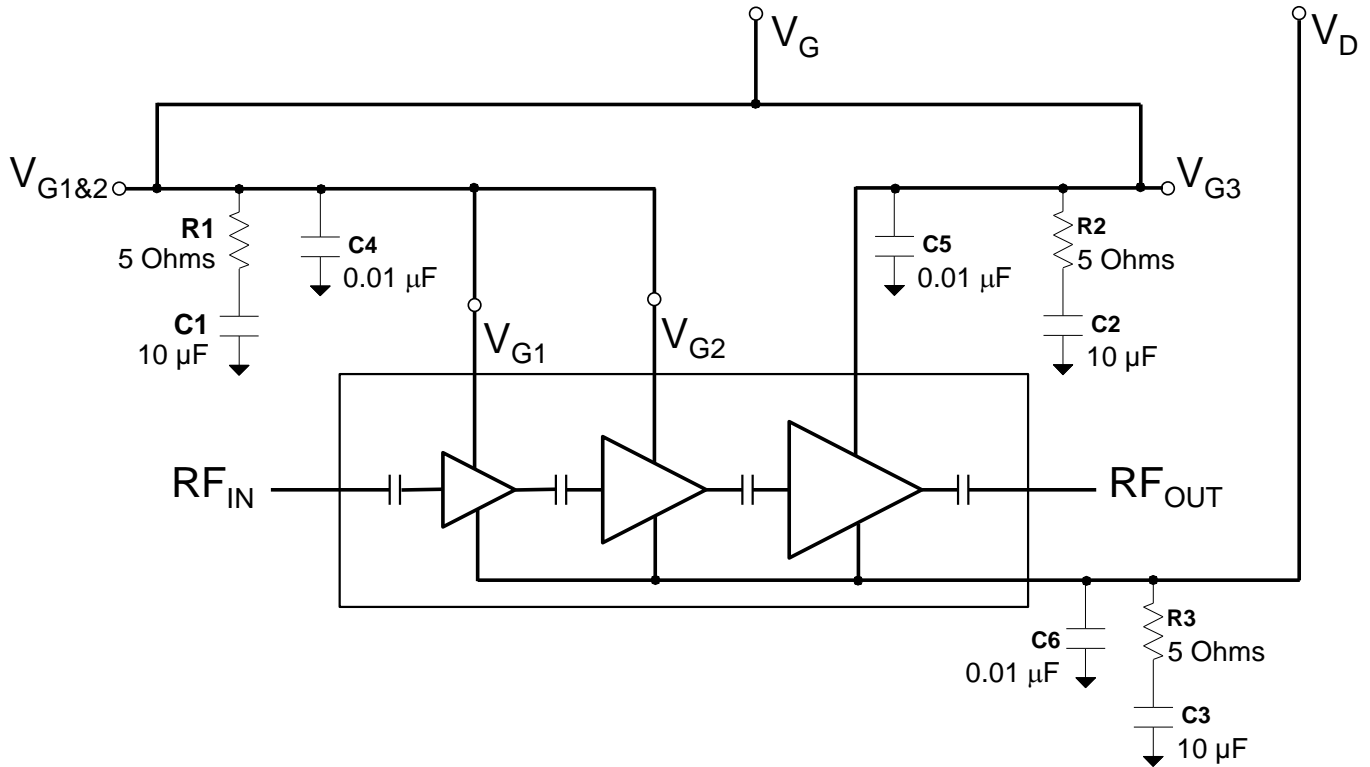 V_G
V_D
V_G1&2
V_G3
R1
5 Ohms
C4
0.01 μF
C1
10 µF
C5
0.01 μF
R2
5 Ohms
C2
10 µF
V_G1
V_G2
RF_IN
RF_OUT
C6
0.01 μF
R3
5 Ohms
C3
10 µF